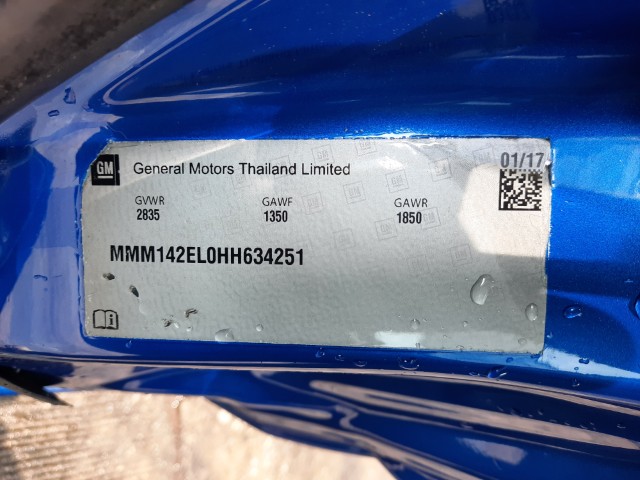 GM General Motors Thailand Limited 01/17
GVWR GAWF GAWR
2835 1350 1850
MMM142EL0HH634251